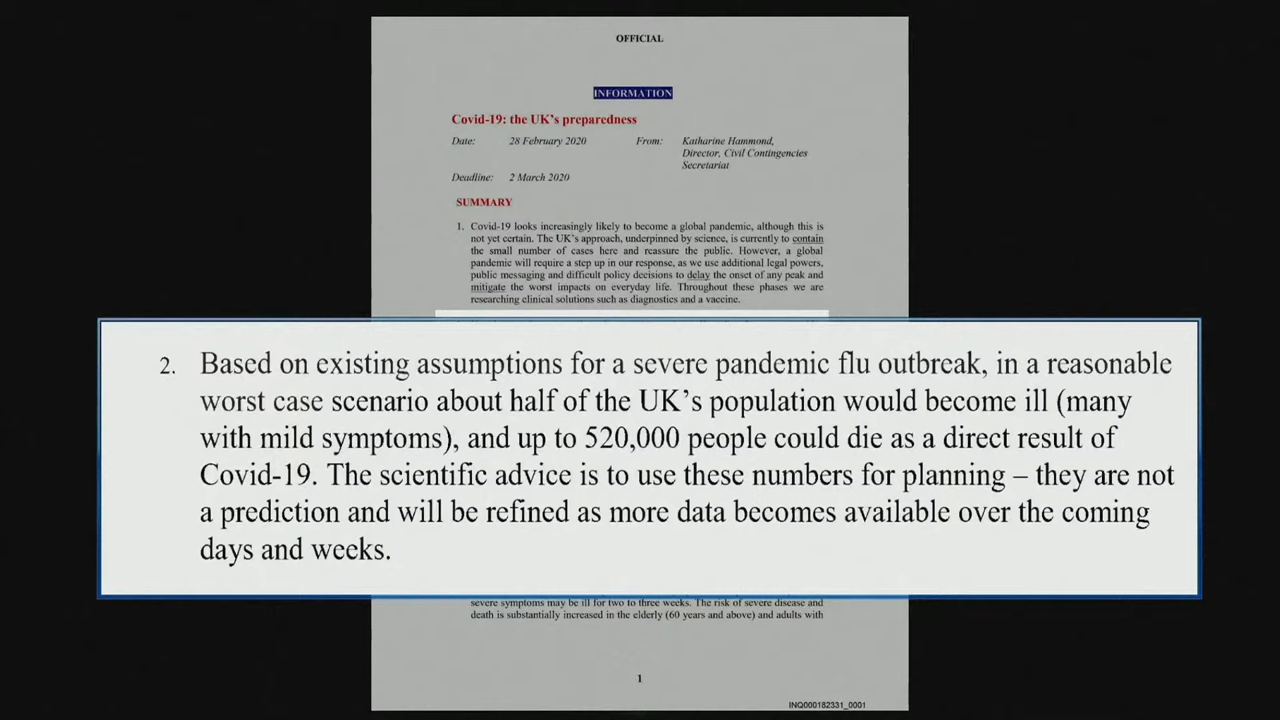 OFFICIAL
INFORMATION
Covid-19: the UK's preparedness
Date: 28 February 2020 From: Katharine Hammond,
Director, Civil Contingencies
Secretariat
Deadline: 2 March 2020
SUMMARY
1. Covid-19 looks increasingly likely to become a global pandemic, although this is
not yet certain. The UK's approach, underpinned by science, is currently to contain
the small number of cases here and reassure the public. However, a global
pandemic will require a step up in our response, as we use additional legal powers,
public messaging and difficult policy decisions to delay the onset of any peak and
mitigate the worst impacts on everyday life. Throughout these phases we are
researching clinical solutions such as diagnostics and a vaccine.
2. Based on existing assumptions for a severe pandemic flu outbreak, in a reasonable
worst case scenario about half of the UK's population would become ill (many
with mild symptoms), and up to 520,000 people could die as a direct result of
Covid-19. The scientific advice is to use these numbers for planning – they are not
a prediction and will be refined as more data becomes available over the coming
days and weeks.
severe symptoms may be ill for two to three weeks. The risk of severe disease and
death is substantially increased in the elderly (60 years and above) and adults with
1
INQ000182331_0001